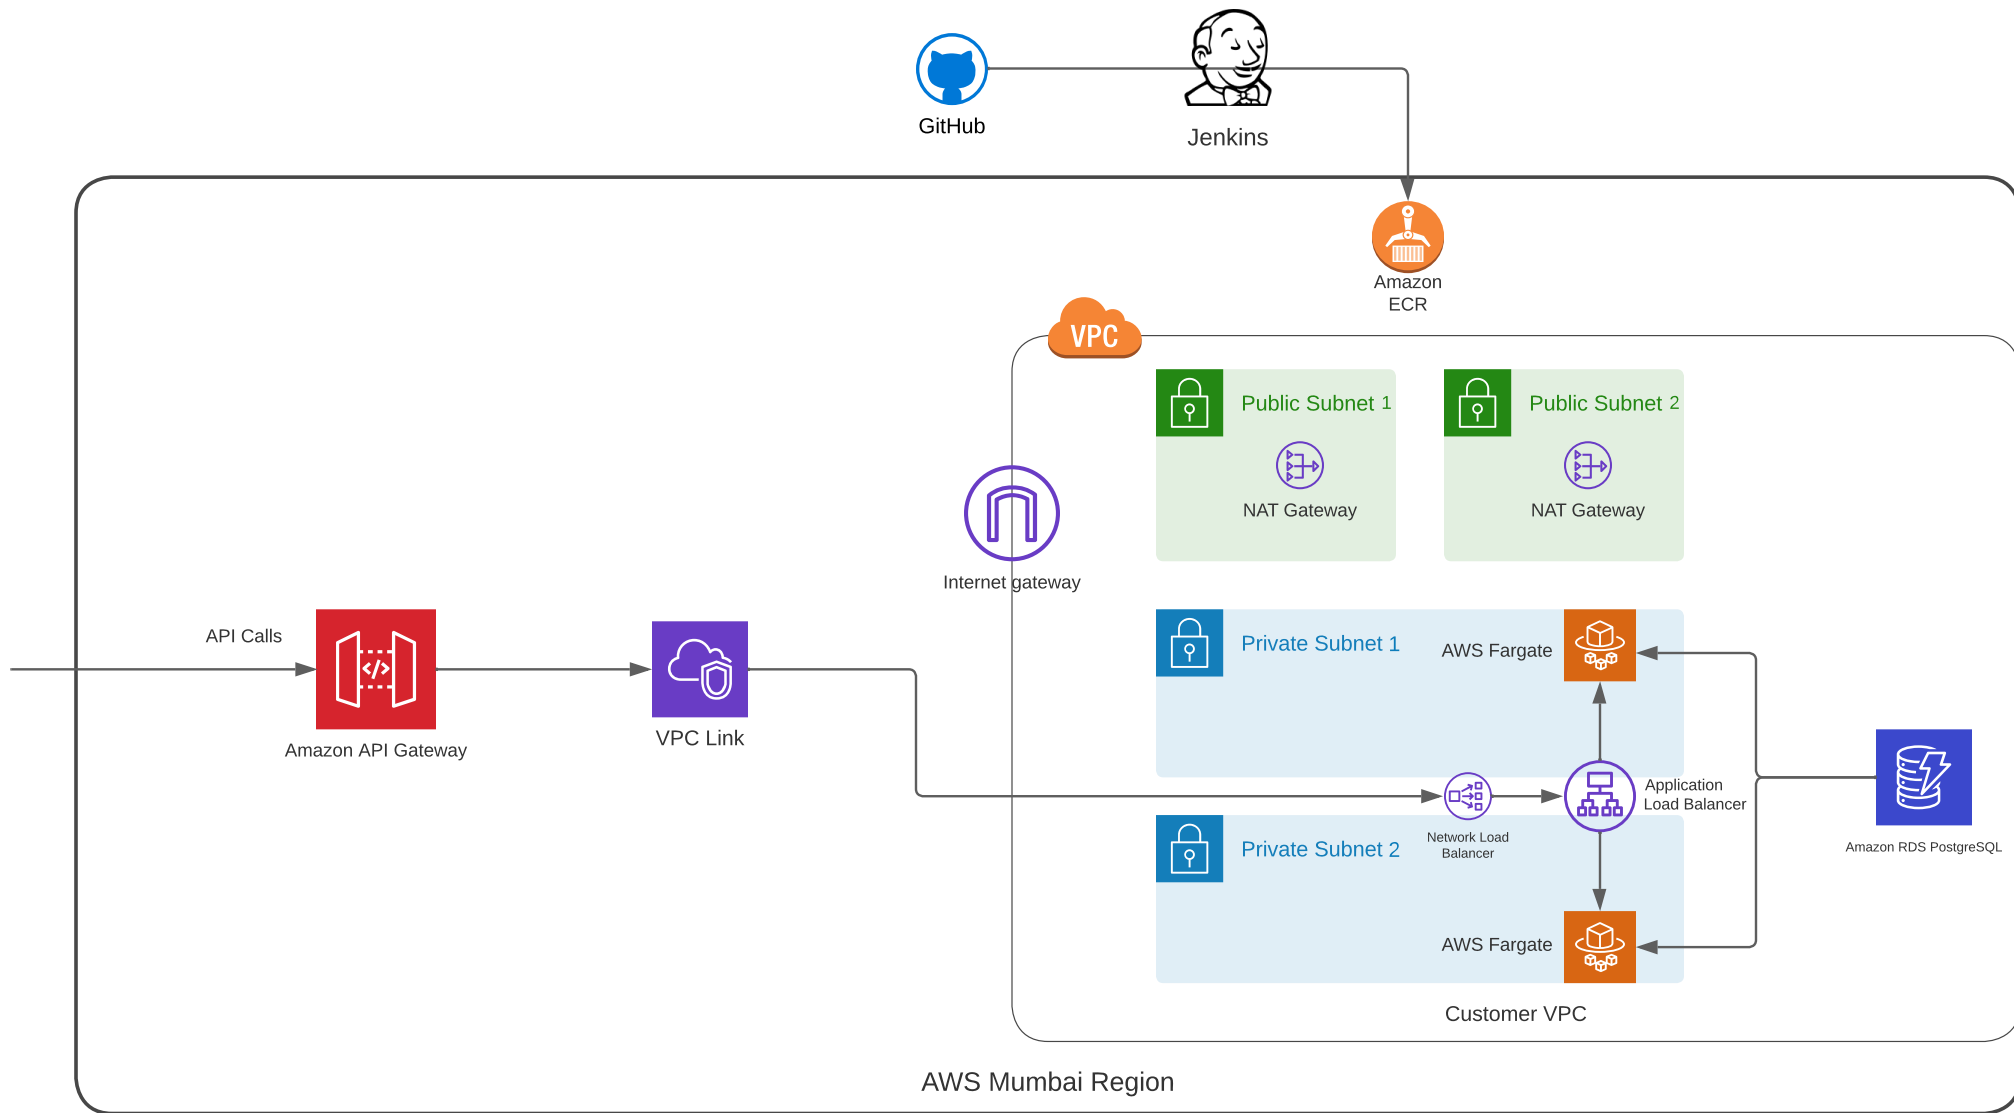 GitHub
Jenkins
Amazon
ECR
VPC
Public Subnet 1
Public Subnet 2
NAT Gateway
NAT Gateway
Internet gateway
API Calls
Amazon API Gateway
VPC Link
Private Subnet 1
AWS Fargate
Application
Load Balancer
Network Load
Balancer
Amazon RDS PostgreSQL
Private Subnet 2
AWS Fargate
Customer VPC
AWS Mumbai Region